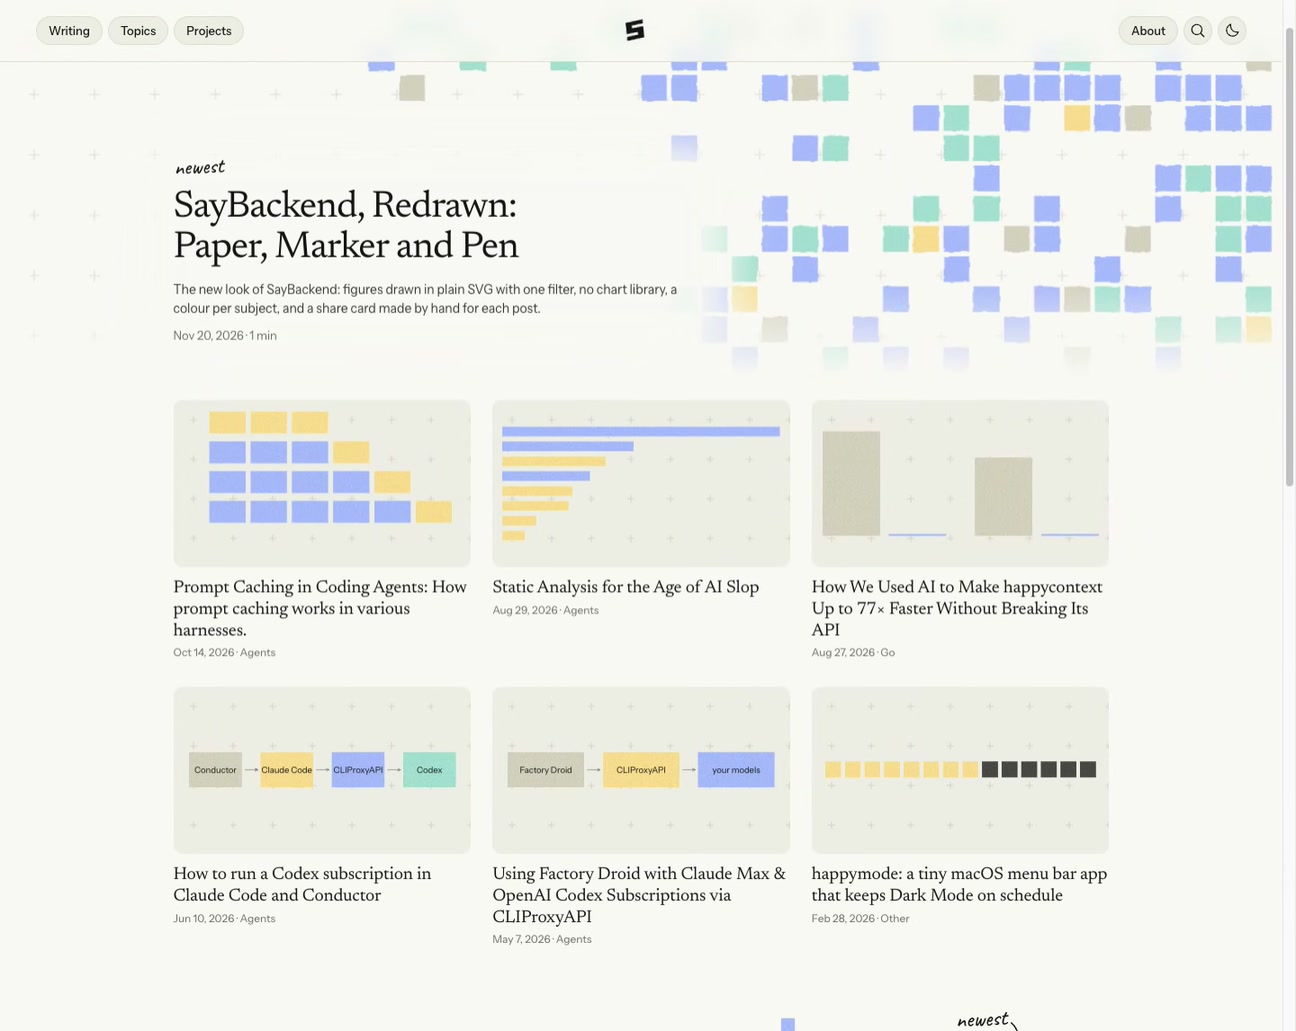 Writing
Topics
Projects
About
newest
SayBackend, Redrawn:
Paper, Marker and Pen
The new look of SayBackend: figures drawn in plain SVG with one filter, no chart library, a
colour per subject, and a share card made by hand for each post.
Nov 20, 2026 · 1 min
Prompt Caching in Coding Agents: How
prompt caching works in various
harnesses.
Oct 14, 2026 · Agents
Static Analysis for the Age of AI Slop
Aug 29, 2026 · Agents
How We Used AI to Make happycontext
Up to 77× Faster Without Breaking Its
API
Aug 27, 2026 · Go
Conductor
Claude Code
CLIProxyAPI
Codex
How to run a Codex subscription in
Claude Code and Conductor
Jun 10, 2026 · Agents
Factory Droid
CLIProxyAPI
your models
Using Factory Droid with Claude Max &
OpenAI Codex Subscriptions via
CLIProxyAPI
May 7, 2026 · Agents
happymode: a tiny macOS menu bar app
that keeps Dark Mode on schedule
Feb 28, 2026 · Other
newest